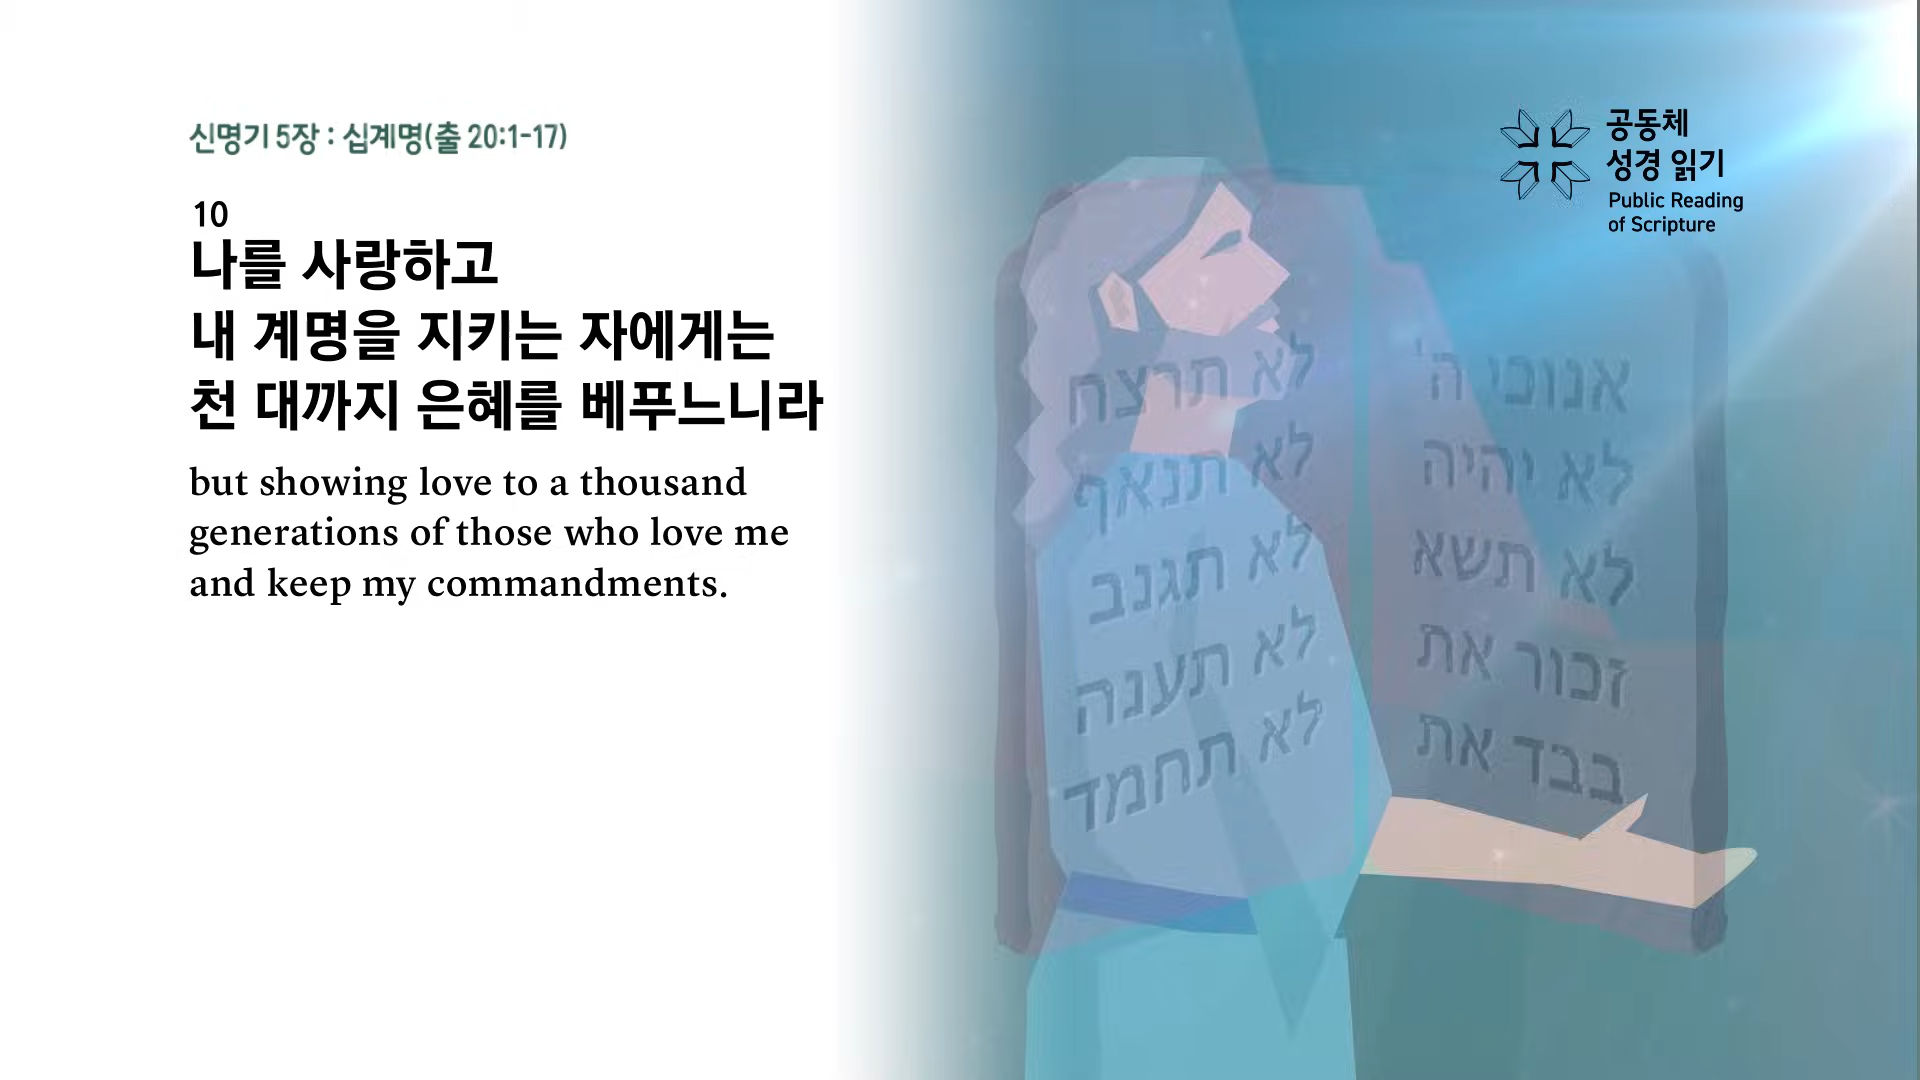 신명기 5장 : 십계명(출 20:1-17)
10
나를 사랑하고
내 계명을 지키는 자에게는
천 대까지 은혜를 베푸느니라
but showing love to a thousand
generations of those who love me
and keep my commandments.
공동체
성경 읽기
Public Reading
of Scripture
אנוכי ה'
לא יהיה
לא תשא
זכור את
בבד את
לא תרצח
לא תנאף
לא תגנב
לא תענה
לא תחמד